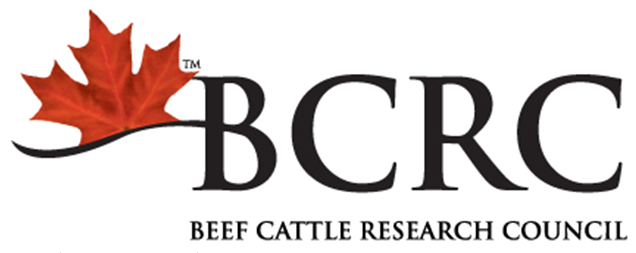 ™
BCRC
BEEF CATTLE RESEARCH COUNCIL